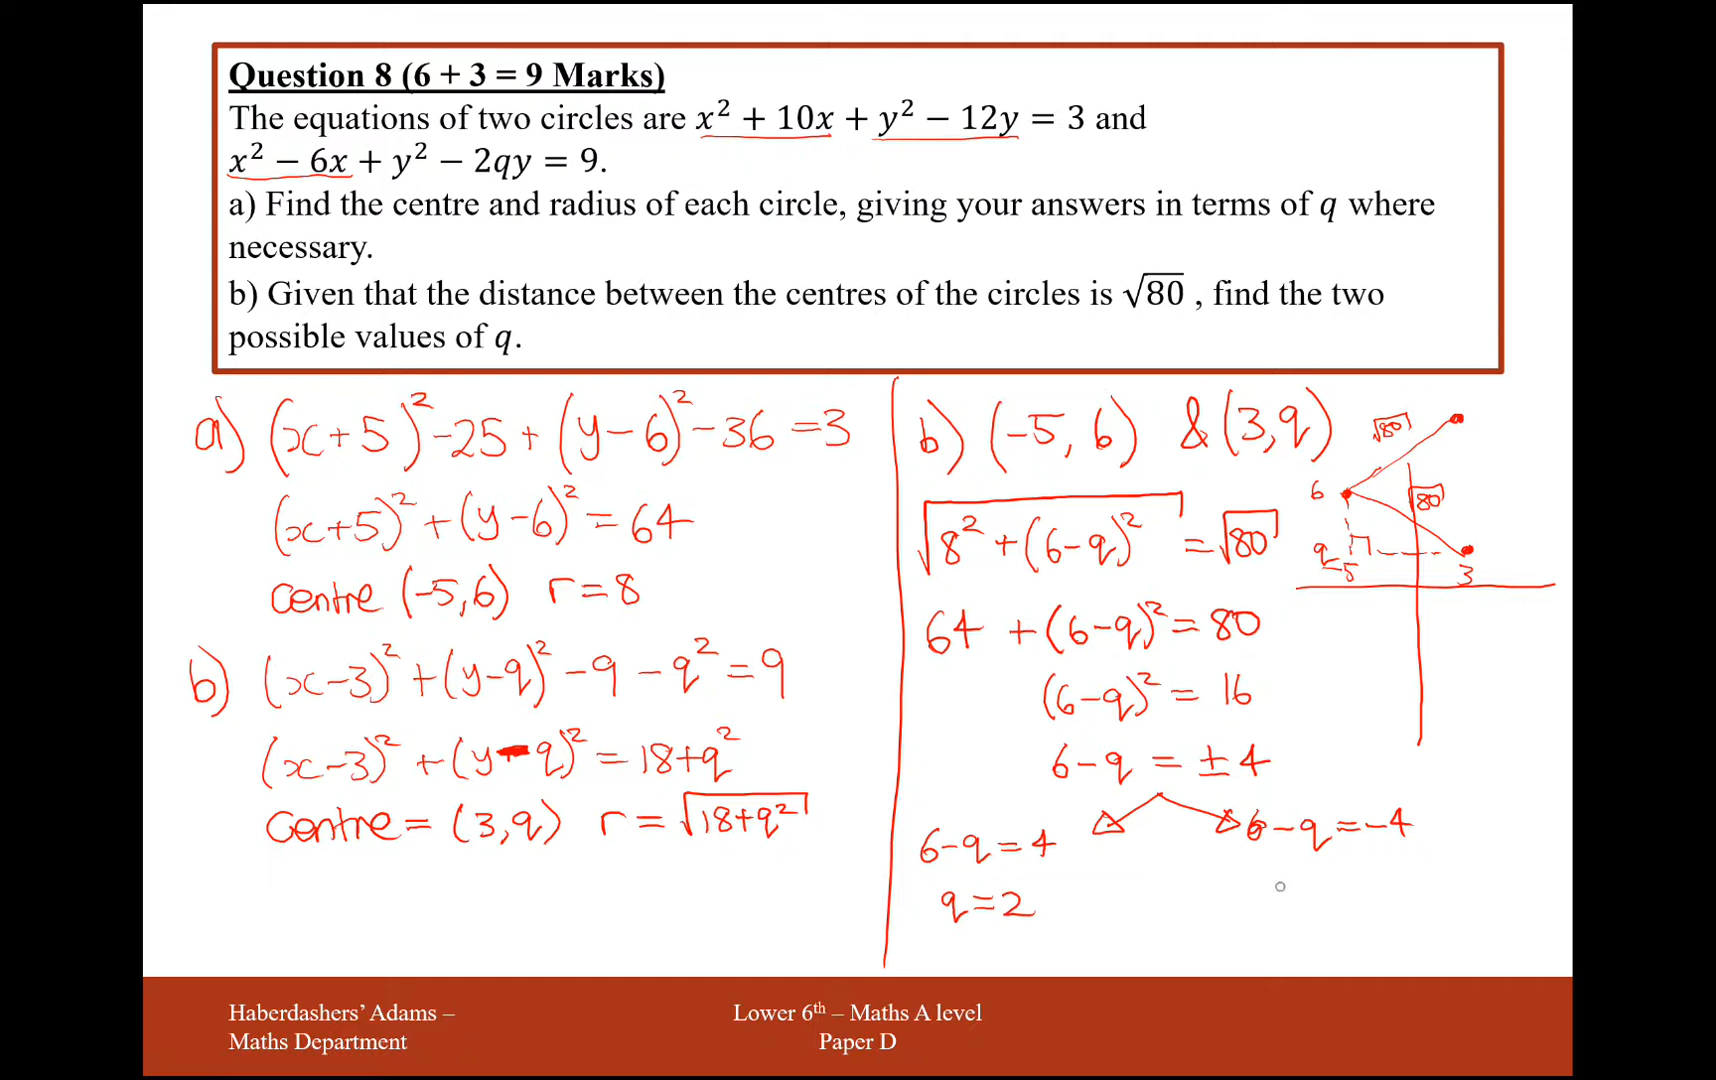 Question 8 (6 + 3 = 9 Marks)
The equations of two circles are x² + 10x + y² − 12y = 3 and
x² − 6x + y² − 2qy = 9.
a) Find the centre and radius of each circle, giving your answers in terms of q where
necessary.
b) Given that the distance between the centres of the circles is √80 , find the two
possible values of q.
a) (x+5)² -25 + (y-6)² -36 = 3
(x+5)² + (y-6)² = 64
centre (-5,6) r = 8
b) (x-3)² + (y-q)² -9 -q² = 9
(x-3)² + (y-q)² = 18+q²
Centre = (3,q) r = √18+q²
b) (-5, 6) & (3,q)
√8² + (6-q)² = √80
64 + (6-q)² = 80
(6-q)² = 16
6-q = ±4
6-q = 4
6-q = -4
q = 2
√80
6
√80
q
-5
3
Haberdashers' Adams –
Maths Department
Lower 6th – Maths A level
Paper D